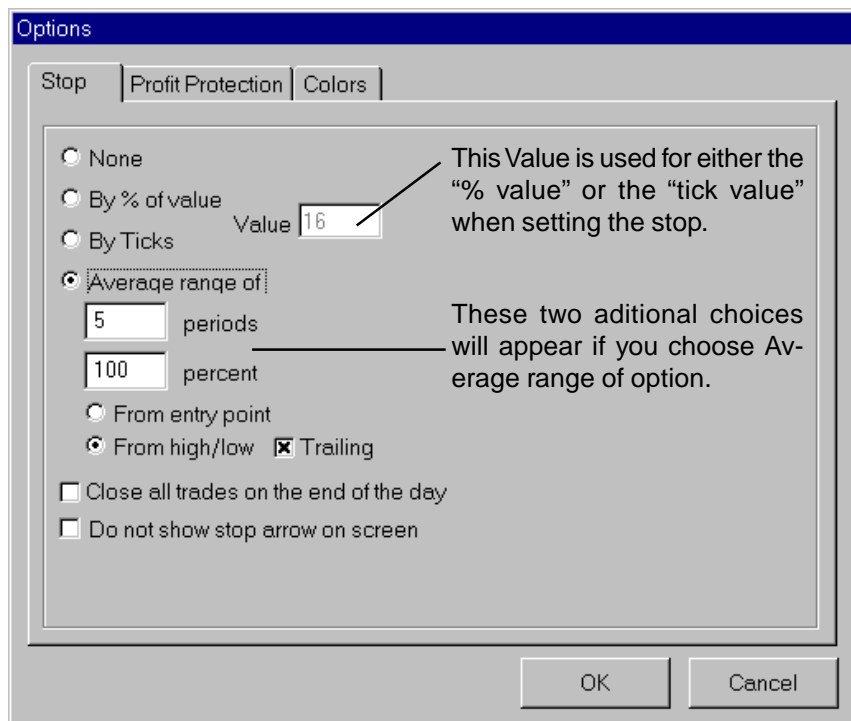 Options
Stop
Profit Protection
Colors
None
By % of value
Value 16
By Ticks
Average range of
5 periods
100 percent
From entry point
From high/low
Trailing
Close all trades on the end of the day
Do not show stop arrow on screen
This Value is used for either the
“% value” or the “tick value”
when setting the stop.
These two aditional choices
will appear if you choose Av-
erage range of option.
OK
Cancel